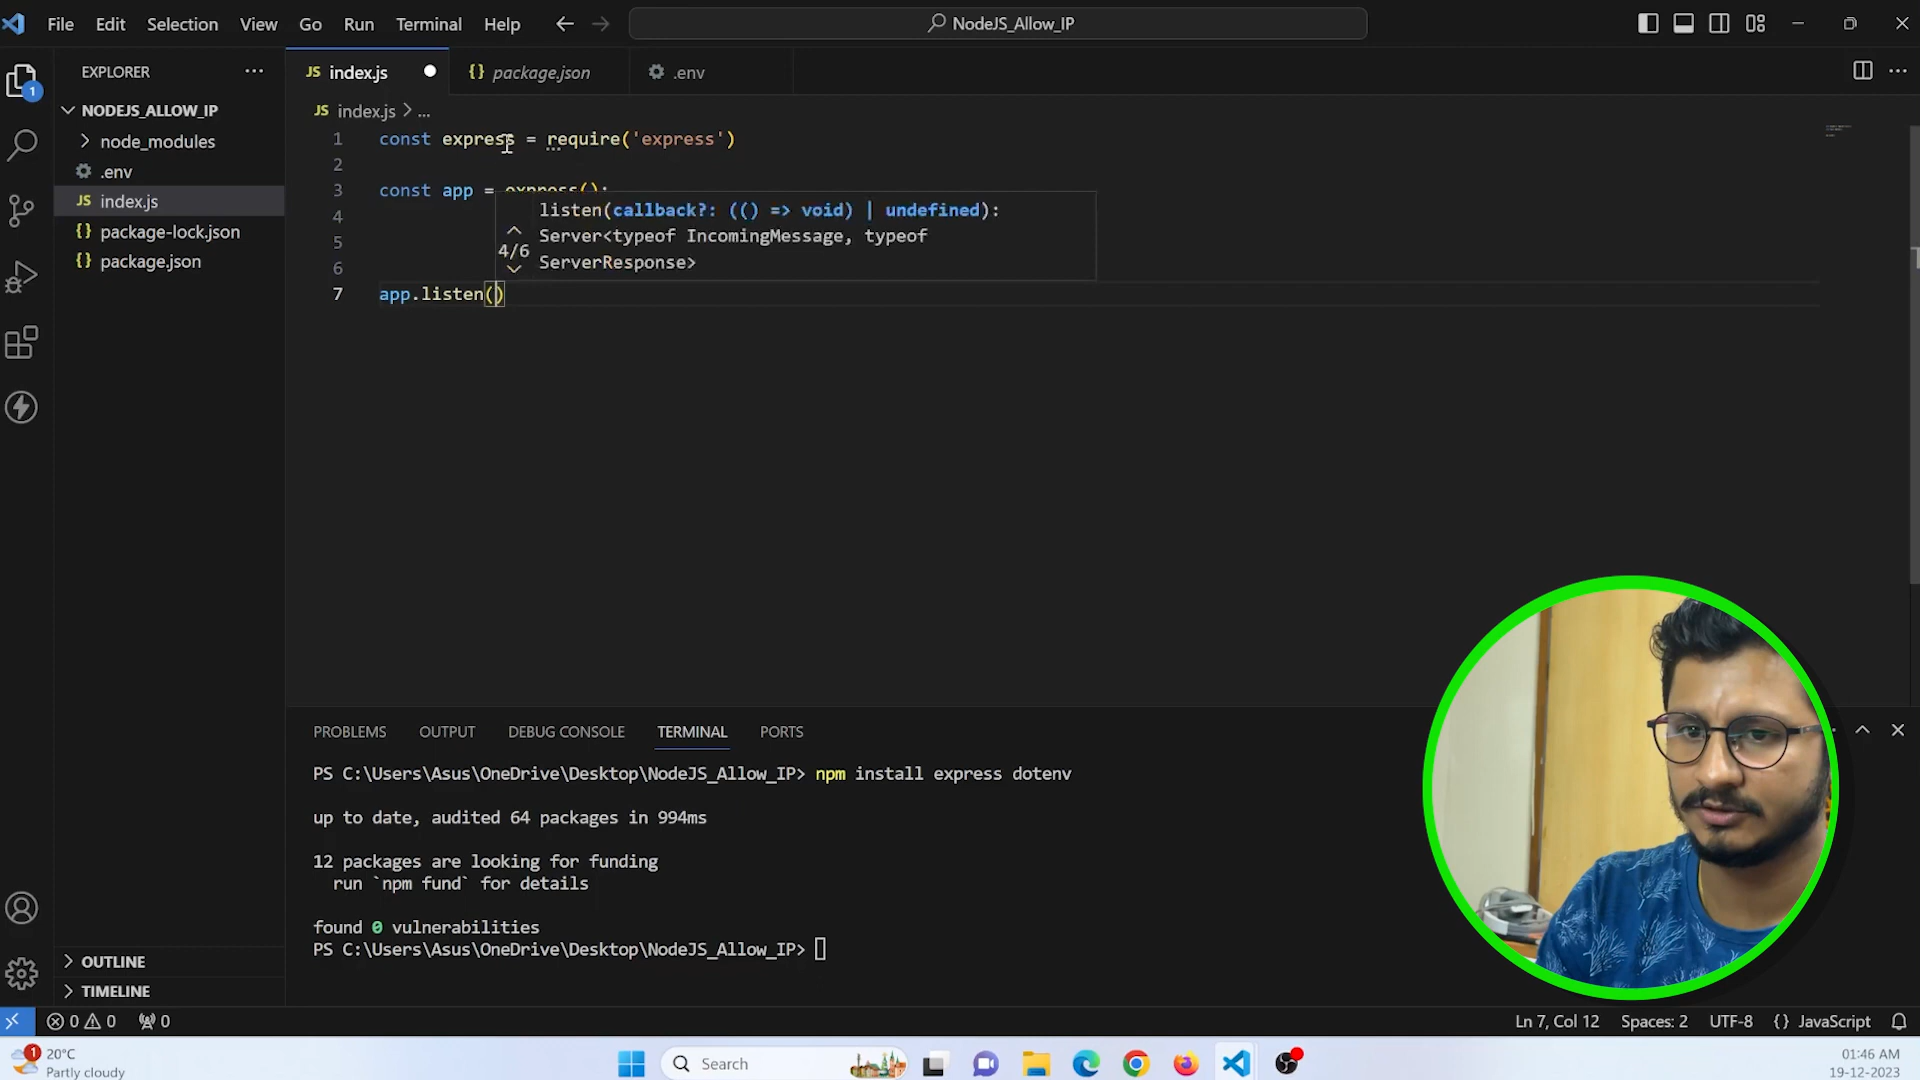 File Edit Selection View Go Run Terminal Help
NodeJS_Allow_IP
EXPLORER
1
NODEJS_ALLOW_IP
node_modules
.env
JS index.js
{} package-lock.json
{} package.json
OUTLINE
TIMELINE
JS index.js
{} package.json
.env
JS index.js > ...
1 const express = require('express')
2
3 const app = express();
4
5
6
7 app.listen()
4/6
listen(callback?: (() => void) | undefined):
Server<typeof IncomingMessage, typeof
ServerResponse>
PROBLEMS OUTPUT DEBUG CONSOLE TERMINAL PORTS
PS C:\Users\Asus\OneDrive\Desktop\NodeJS_Allow_IP> npm install express dotenv
up to date, audited 64 packages in 994ms
12 packages are looking for funding
run `npm fund` for details
found 0 vulnerabilities
PS C:\Users\Asus\OneDrive\Desktop\NodeJS_Allow_IP>
0 0 0
Ln 7, Col 12 Spaces: 2 UTF-8 {} JavaScript
1
20°C
Partly cloudy
Search
01:46 AM
19-12-2023